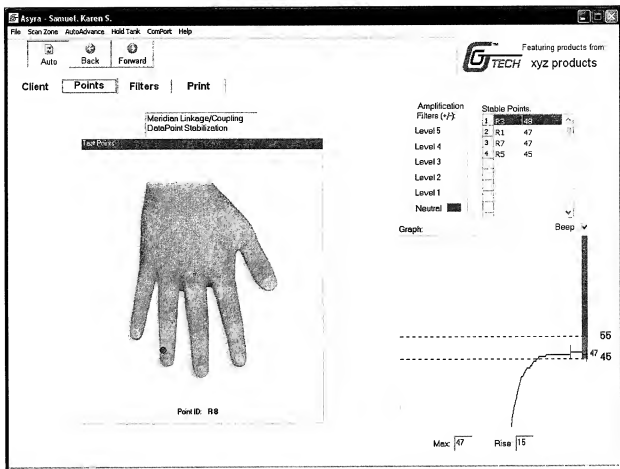 Asyra - Samuel, Karen S.
File Scan Zone AutoAdvance Hold Tank ComPort Help
Auto Back Forward
GTECH
Featuring products from:
xyz products
Client Points Filters Print
Meridian Linkage/Coupling
DataPoint Stabilization
Test Points
Amplification
Filters (+/-):
Level 5
Level 4
Level 3
Level 2
Level 1
Neutral
Stable Points.
1 R3 49
2 R1 47
3 R7 47
4 R5 45
Graph:
Beep
55
47 45
Point ID: R8
Max: 47 Rise 15